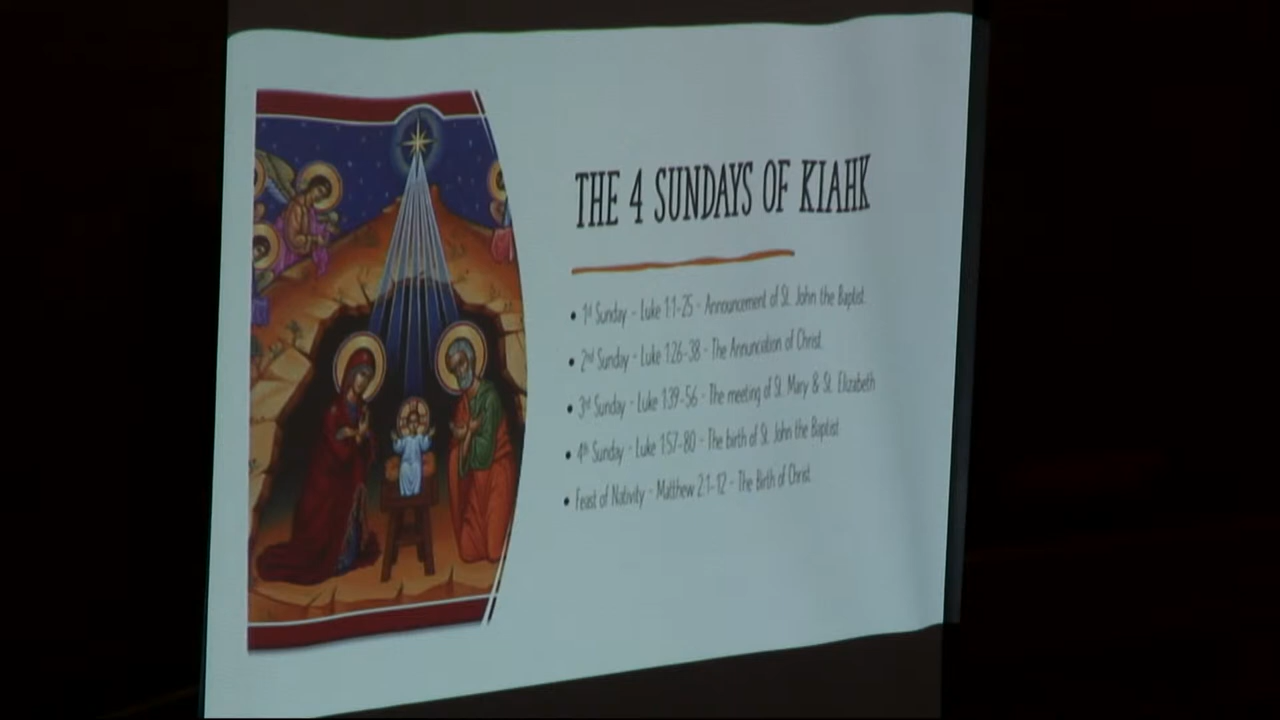 THE 4 SUNDAYS OF KIAHK
• 1st Sunday - Luke 1:1-25 - Announcement of St. John the Baptist
• 2nd Sunday - Luke 1:26-38 - The Annunciation of Christ
• 3rd Sunday - Luke 1:39-56 - The meeting of St. Mary & St. Elizabeth
• 4th Sunday - Luke 1:57-80 - The birth of St. John the Baptist
• Feast of Nativity - Matthew 2:1-12 - The Birth of Christ